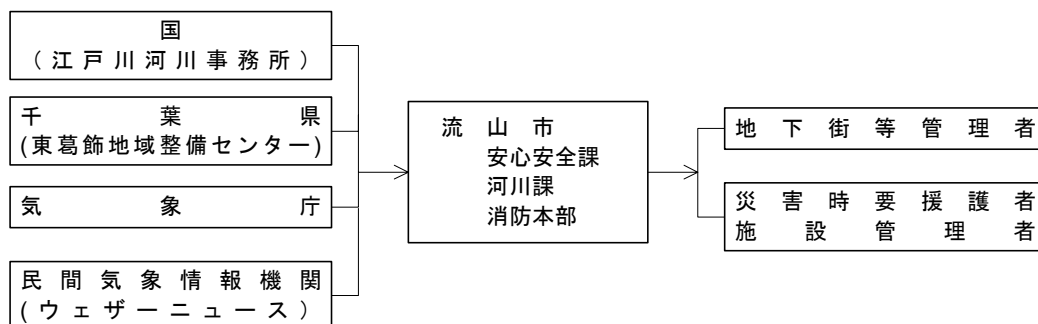 国
（江戸川河川事務所）
千葉県
(東葛飾地域整備センター)
気象庁
民間気象情報機関
(ウェザーニュース）
流山市
安心安全課
河川課
消防本部
地下街等管理者
災害時要援護者
施設管理者